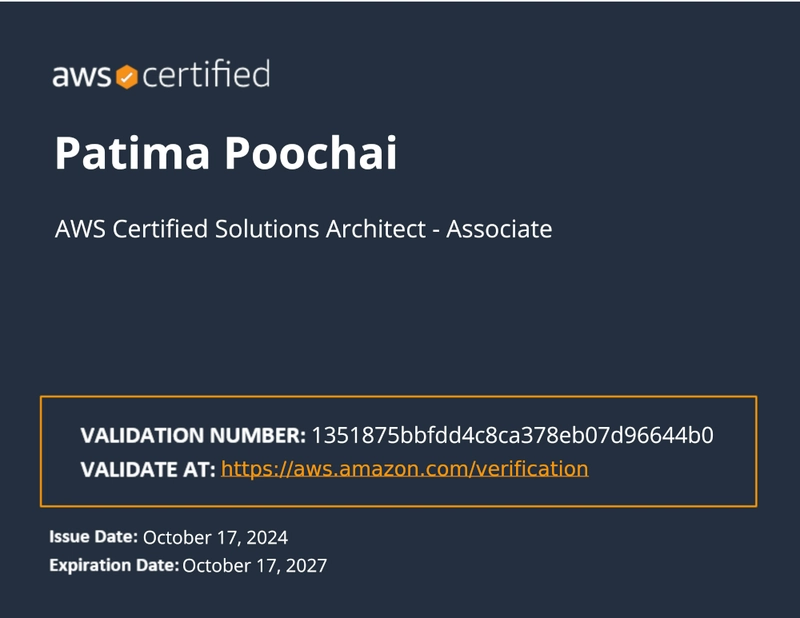 aws certified
Patima Poochai
AWS Certified Solutions Architect - Associate
VALIDATION NUMBER: 1351875bbfdd4c8ca378eb07d96644b0
VALIDATE AT: https://aws.amazon.com/verification
Issue Date: October 17, 2024
Expiration Date: October 17, 2027